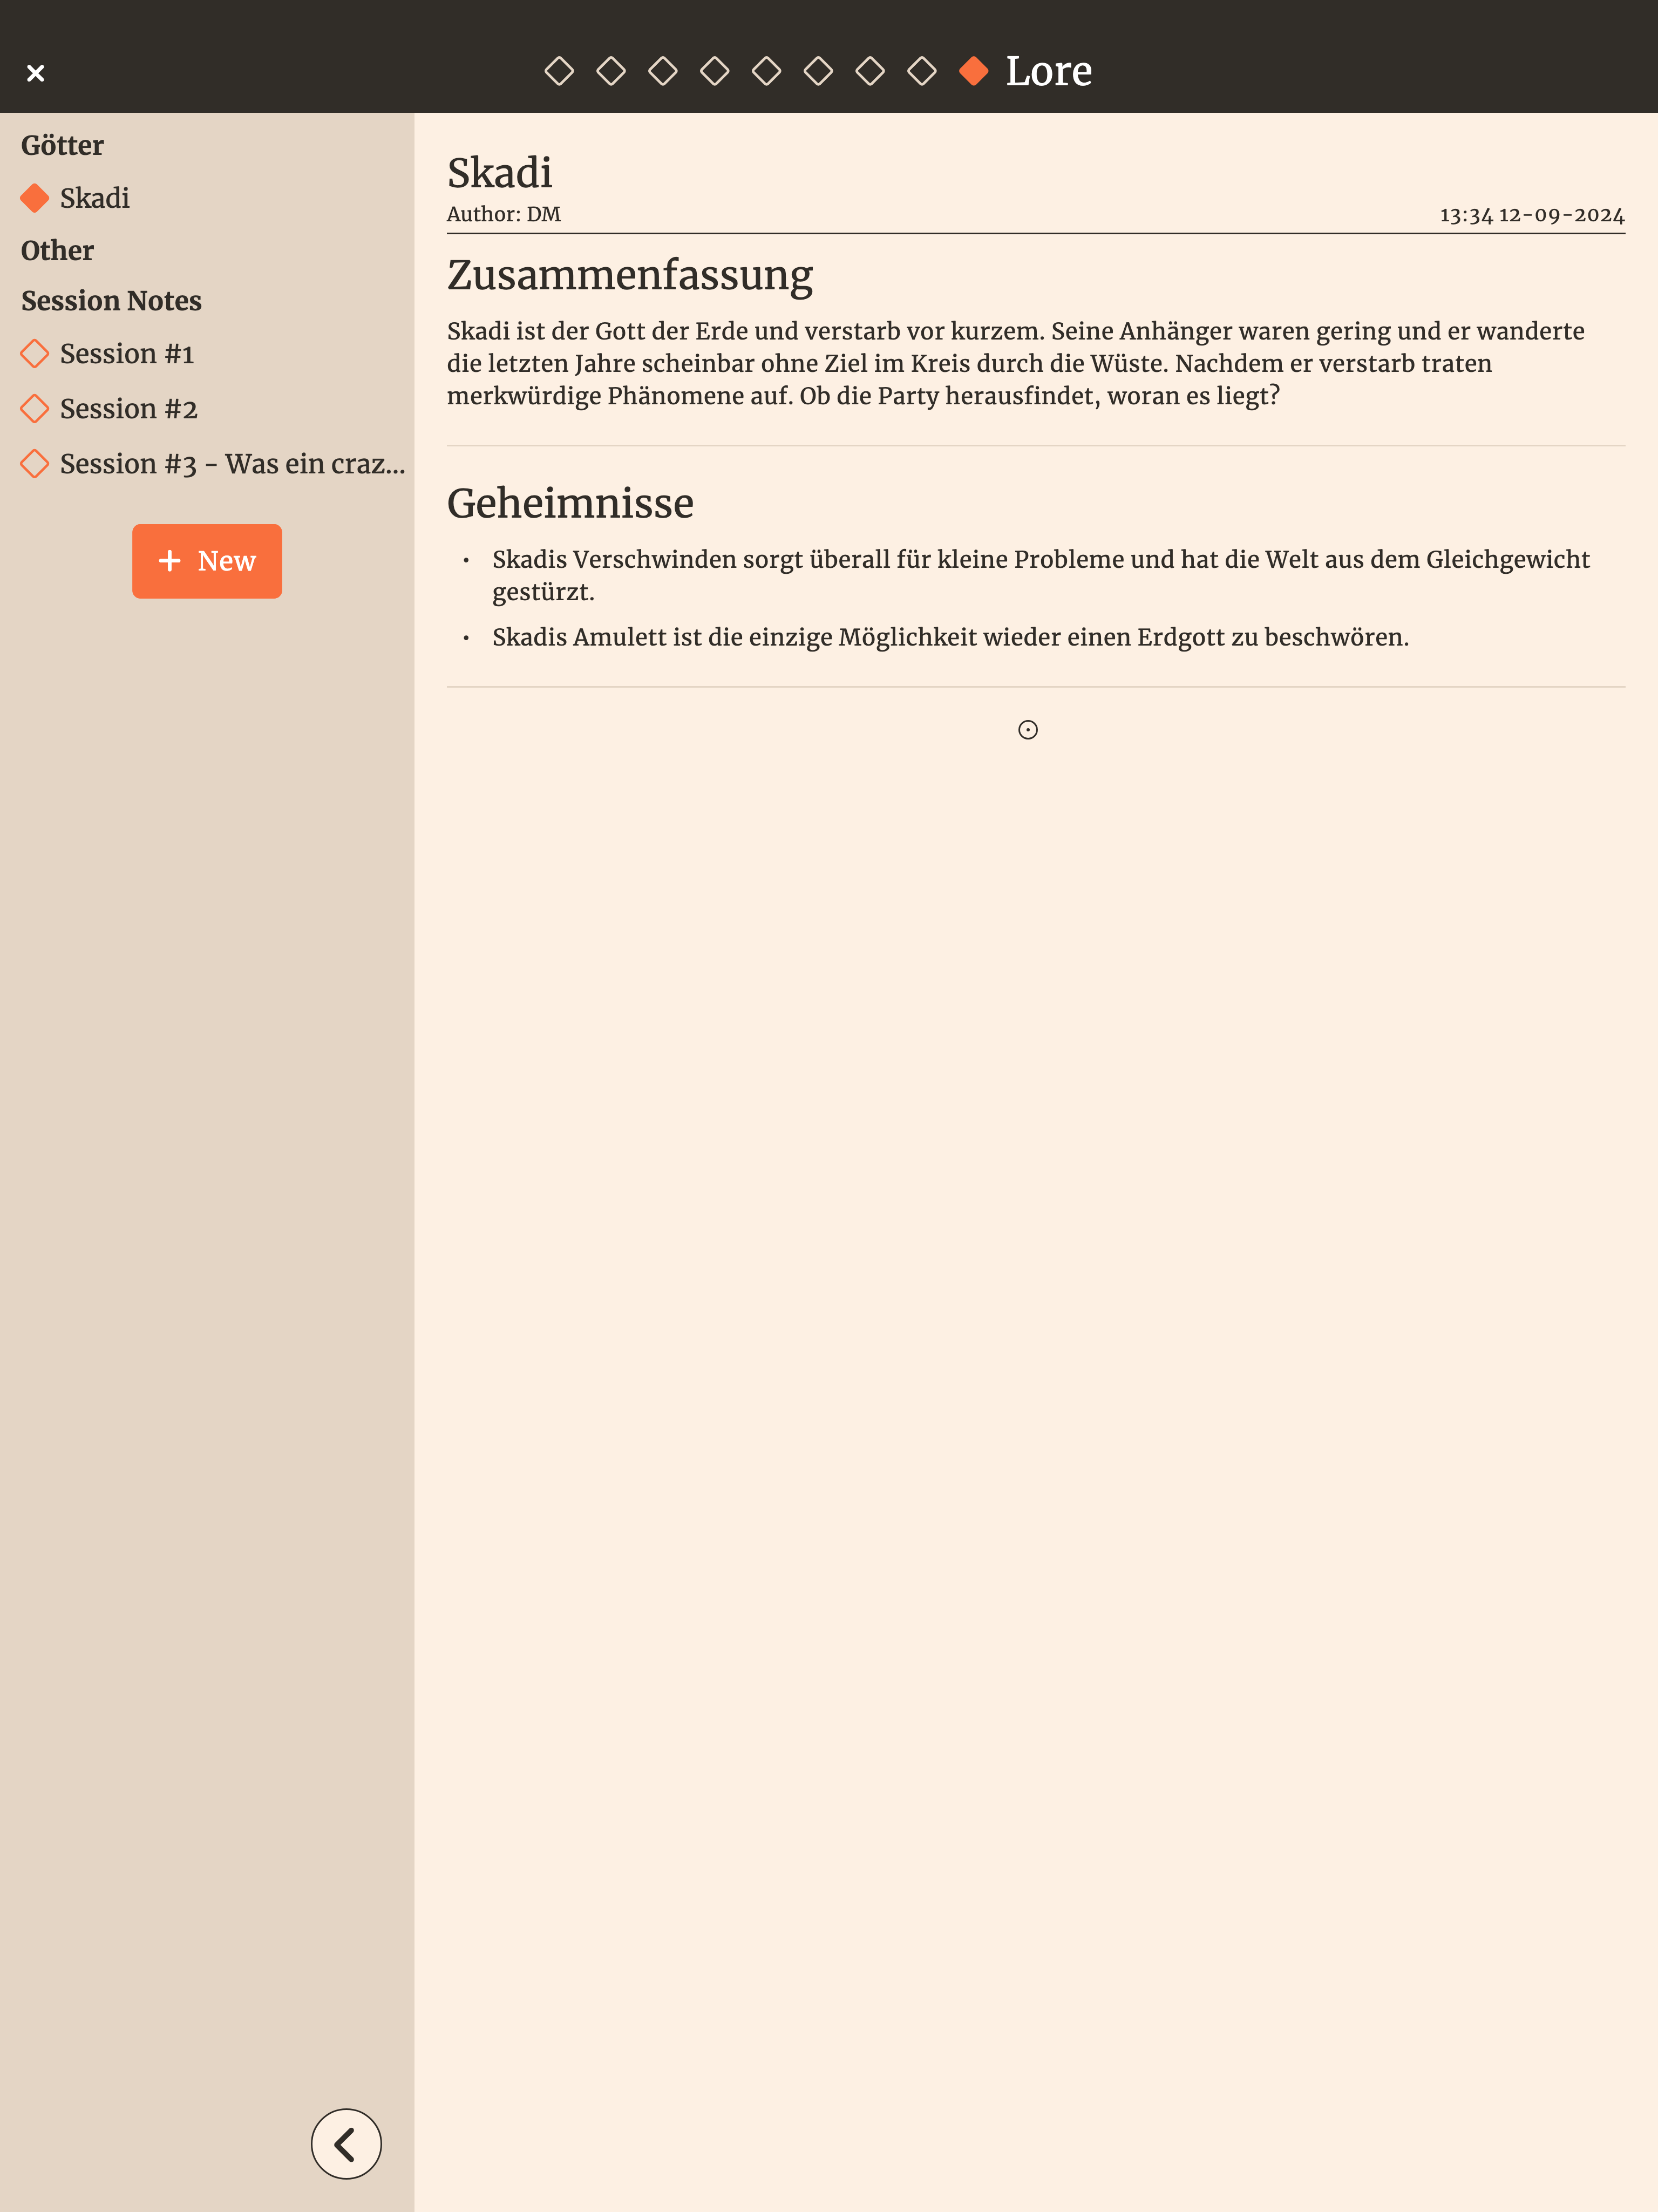 Lore
Götter
Skadi
Other
Session Notes
Session #1
Session #2
Session #3 - Was ein craz...
+ New
Skadi
Author: DM
13:34 12-09-2024
Zusammenfassung
Skadi ist der Gott der Erde und verstarb vor kurzem. Seine Anhänger waren gering und er wanderte
die letzten Jahre scheinbar ohne Ziel im Kreis durch die Wüste. Nachdem er verstarb traten
merkwürdige Phänomene auf. Ob die Party herausfindet, woran es liegt?
Geheimnisse
• Skadis Verschwinden sorgt überall für kleine Probleme und hat die Welt aus dem Gleichgewicht
gestürzt.
• Skadis Amulett ist die einzige Möglichkeit wieder einen Erdgott zu beschwören.